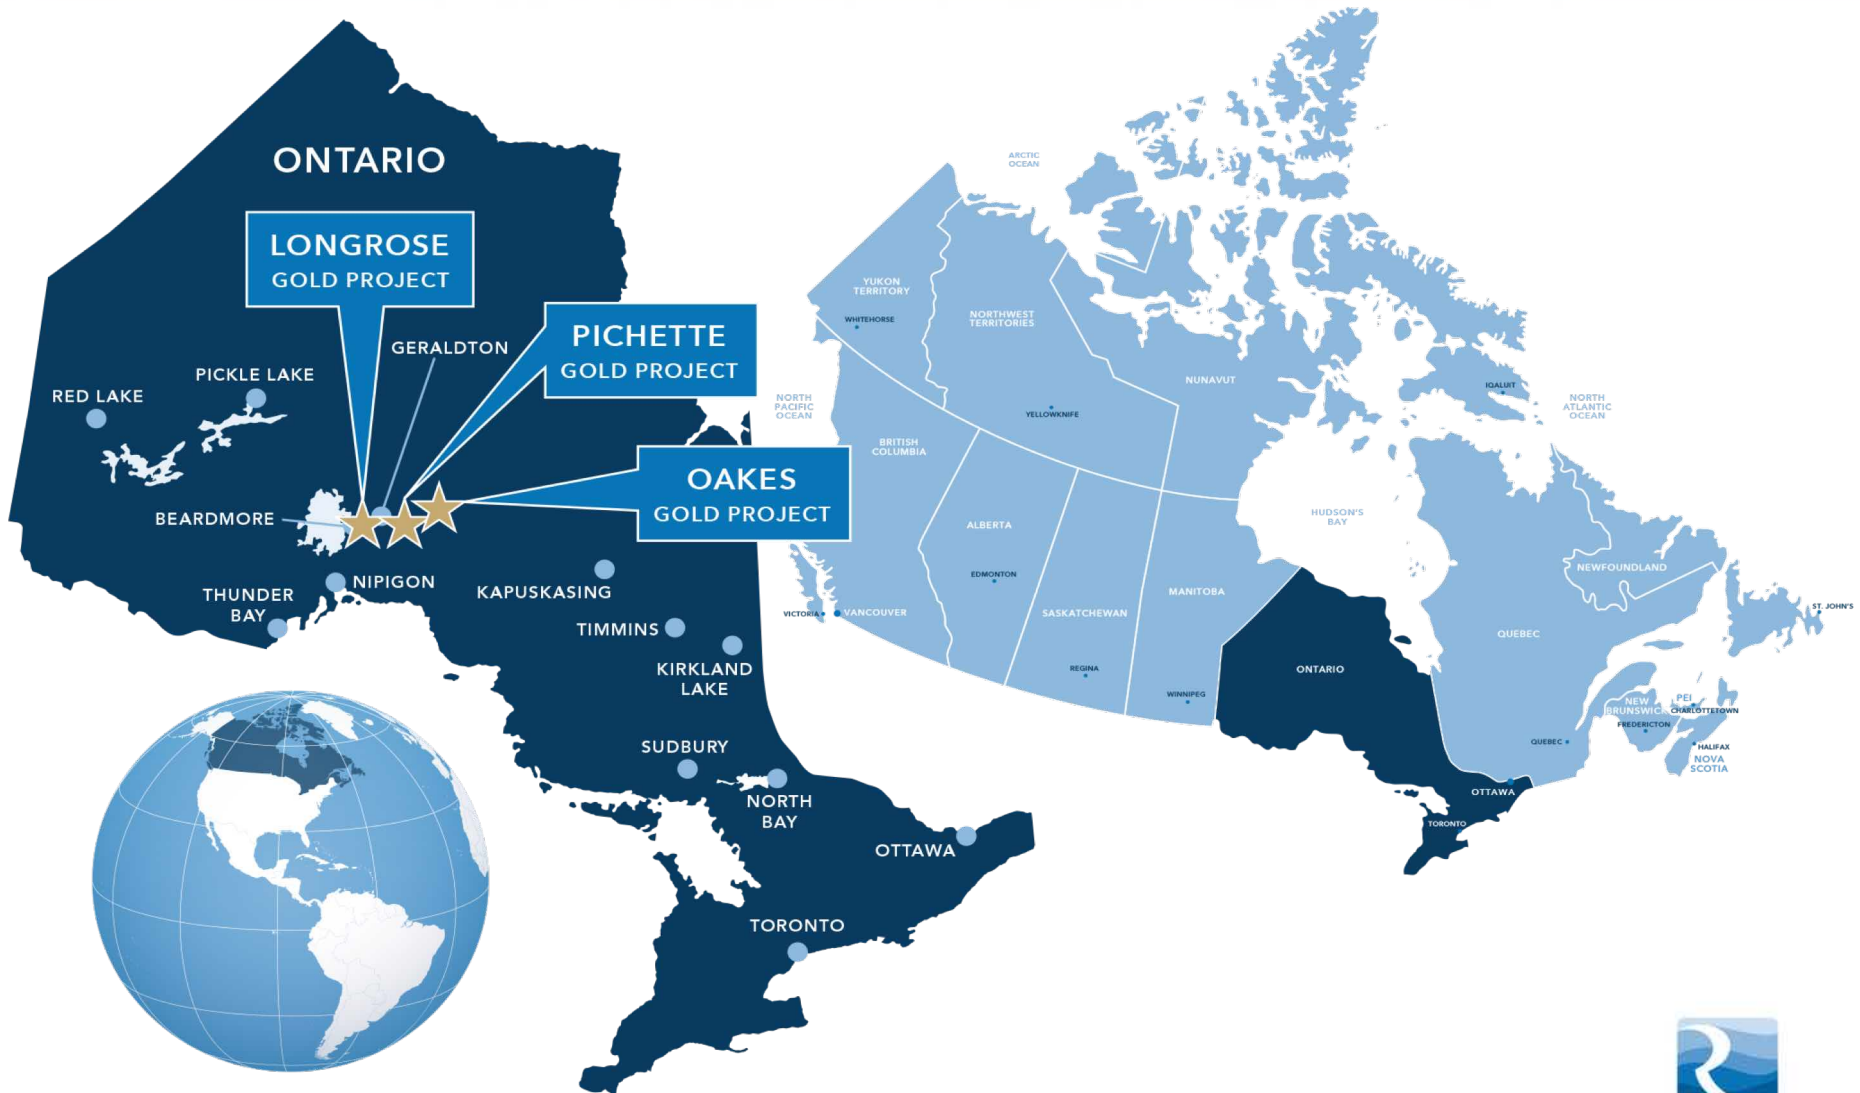 ONTARIO
LONGROSE
GOLD PROJECT
PICHETTE
GOLD PROJECT
GERALDTON
PICKLE LAKE
RED LAKE
OAKES
GOLD PROJECT
BEARDMORE
NIPIGON
THUNDER
BAY
KAPUSKASING
TIMMINS
KIRKLAND
LAKE
SUDBURY
NORTH
BAY
OTTAWA
TORONTO
ARCTIC
OCEAN
YUKON
TERRITORY
WHITEHORSE
NORTHWEST
TERRITORIES
YELLOWKNIFE
NUNAVUT
IQALUIT
NORTH
PACIFIC
OCEAN
NORTH
ATLANTIC
OCEAN
BRITISH
COLUMBIA
ALBERTA
EDMONTON
HUDSON'S
BAY
VICTORIA
VANCOUVER
SASKATCHEWAN
REGINA
MANITOBA
WINNIPEG
ONTARIO
QUEBEC
NEWFOUNDLAND
ST. JOHN'S
NEW
BRUNSWICK
FREDERICTON
PEI
CHARLOTTETOWN
HALIFAX
NOVA
SCOTIA
QUEBEC
OTTAWA
TORONTO